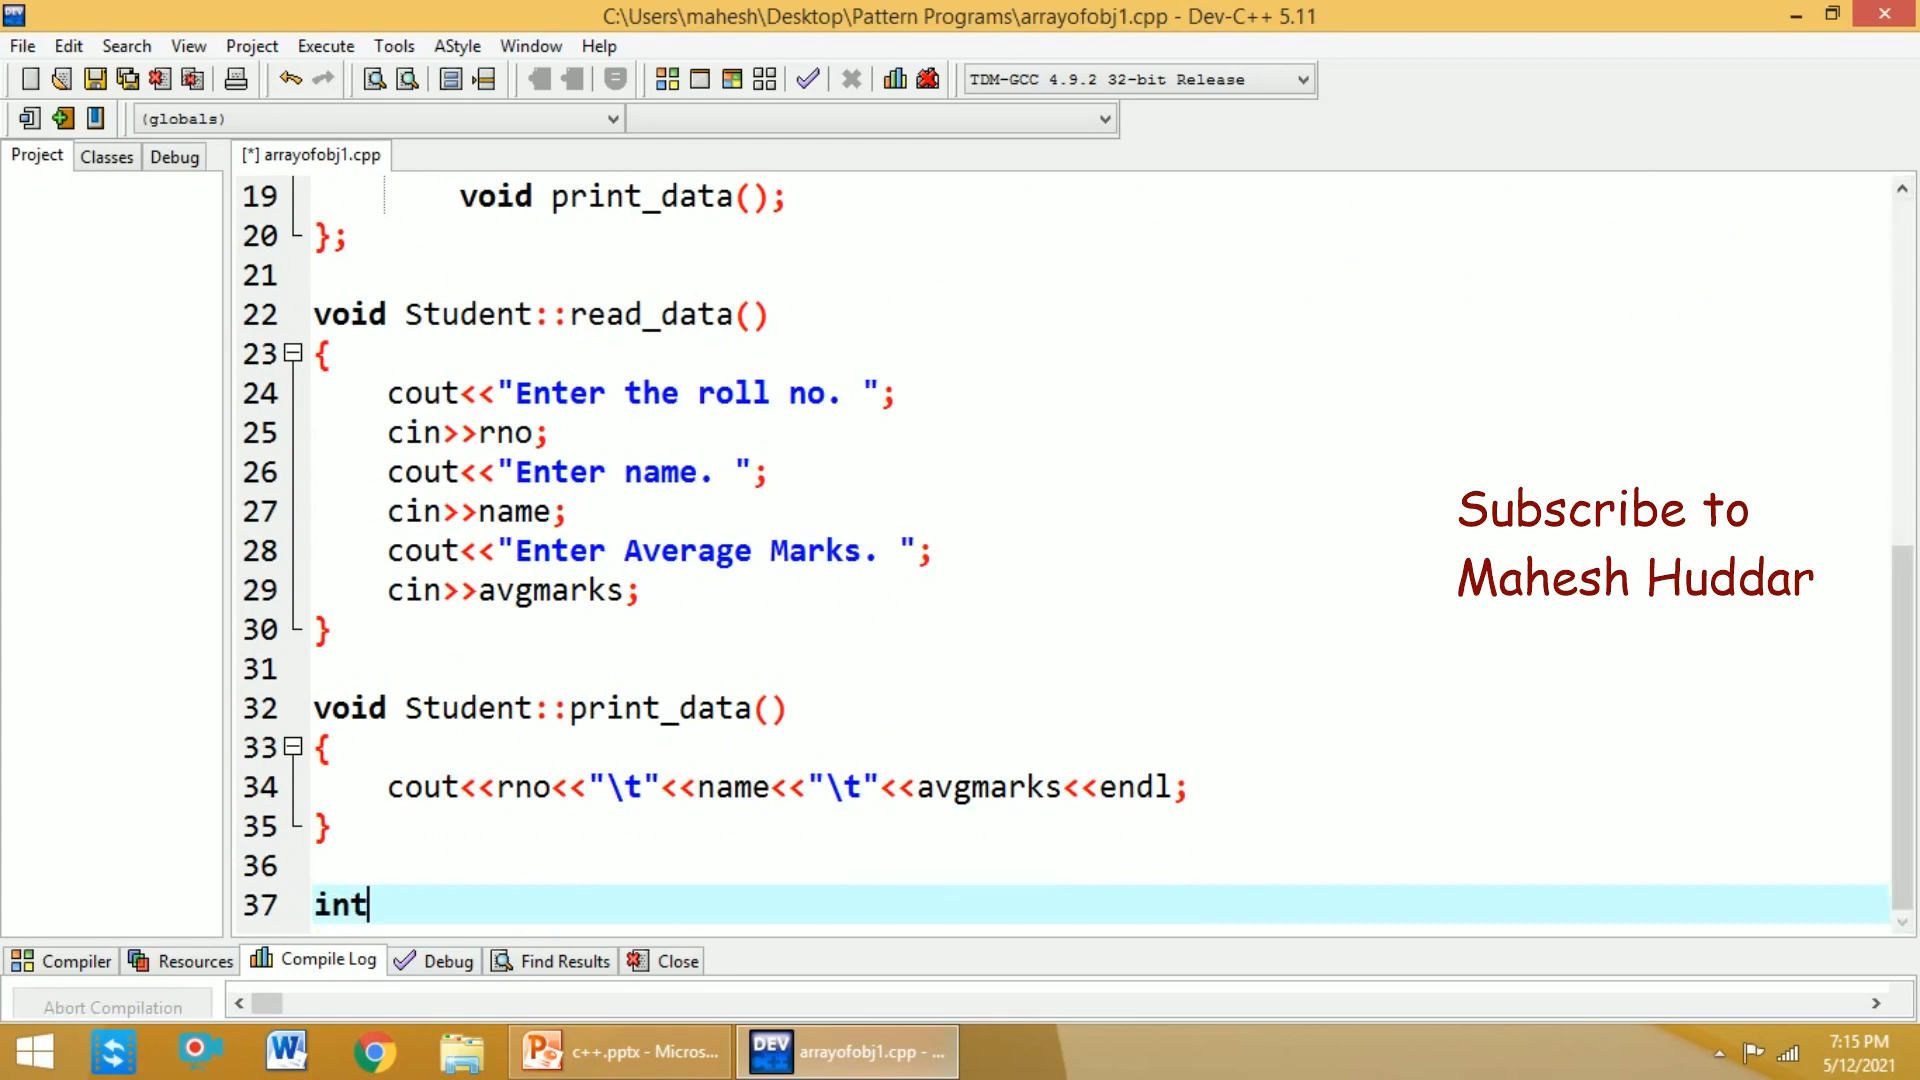 C:\Users\mahesh\Desktop\Pattern Programs\arrayofobj1.cpp - Dev-C++ 5.11
File Edit Search View Project Execute Tools AStyle Window Help
TDM-GCC 4.9.2 32-bit Release
(globals)
Project Classes Debug [*] arrayofobj1.cpp
19 void print_data();
20 };
21
22 void Student::read_data()
23 {
24 cout<<"Enter the roll no. ";
25 cin>>rno;
26 cout<<"Enter name. ";
27 cin>>name;
28 cout<<"Enter Average Marks. ";
29 cin>>avgmarks;
30 }
31
32 void Student::print_data()
33 {
34 cout<<rno<<"\t"<<name<<"\t"<<avgmarks<<endl;
35 }
36
37 int
Subscribe to
Mahesh Huddar
Compiler Resources Compile Log Debug Find Results Close
Abort Compilation
c++.pptx - Micros... DEV arrayofobj1.cpp - ...
7:15 PM
5/12/2021